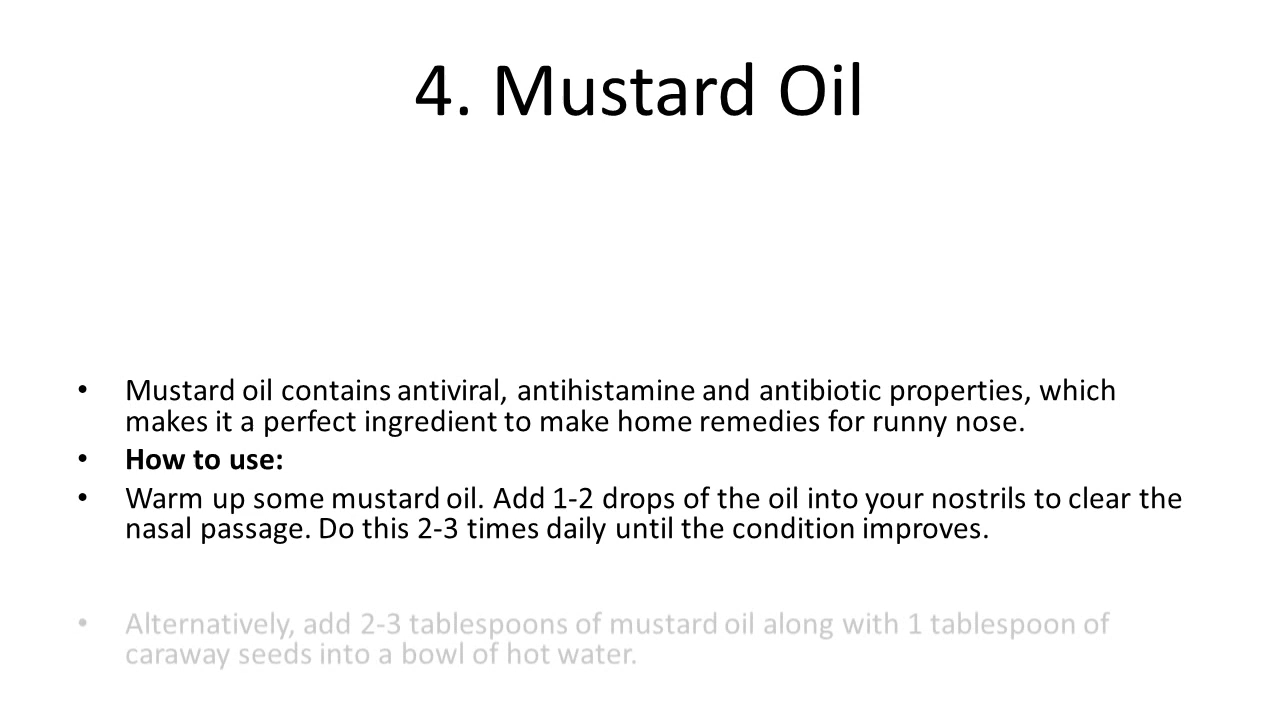 4. Mustard Oil
• Mustard oil contains antiviral, antihistamine and antibiotic properties, which
makes it a perfect ingredient to make home remedies for runny nose.
• How to use:
• Warm up some mustard oil. Add 1-2 drops of the oil into your nostrils to clear the
nasal passage. Do this 2-3 times daily until the condition improves.
• Alternatively, add 2-3 tablespoons of mustard oil along with 1 tablespoon of
caraway seeds into a bowl of hot water.